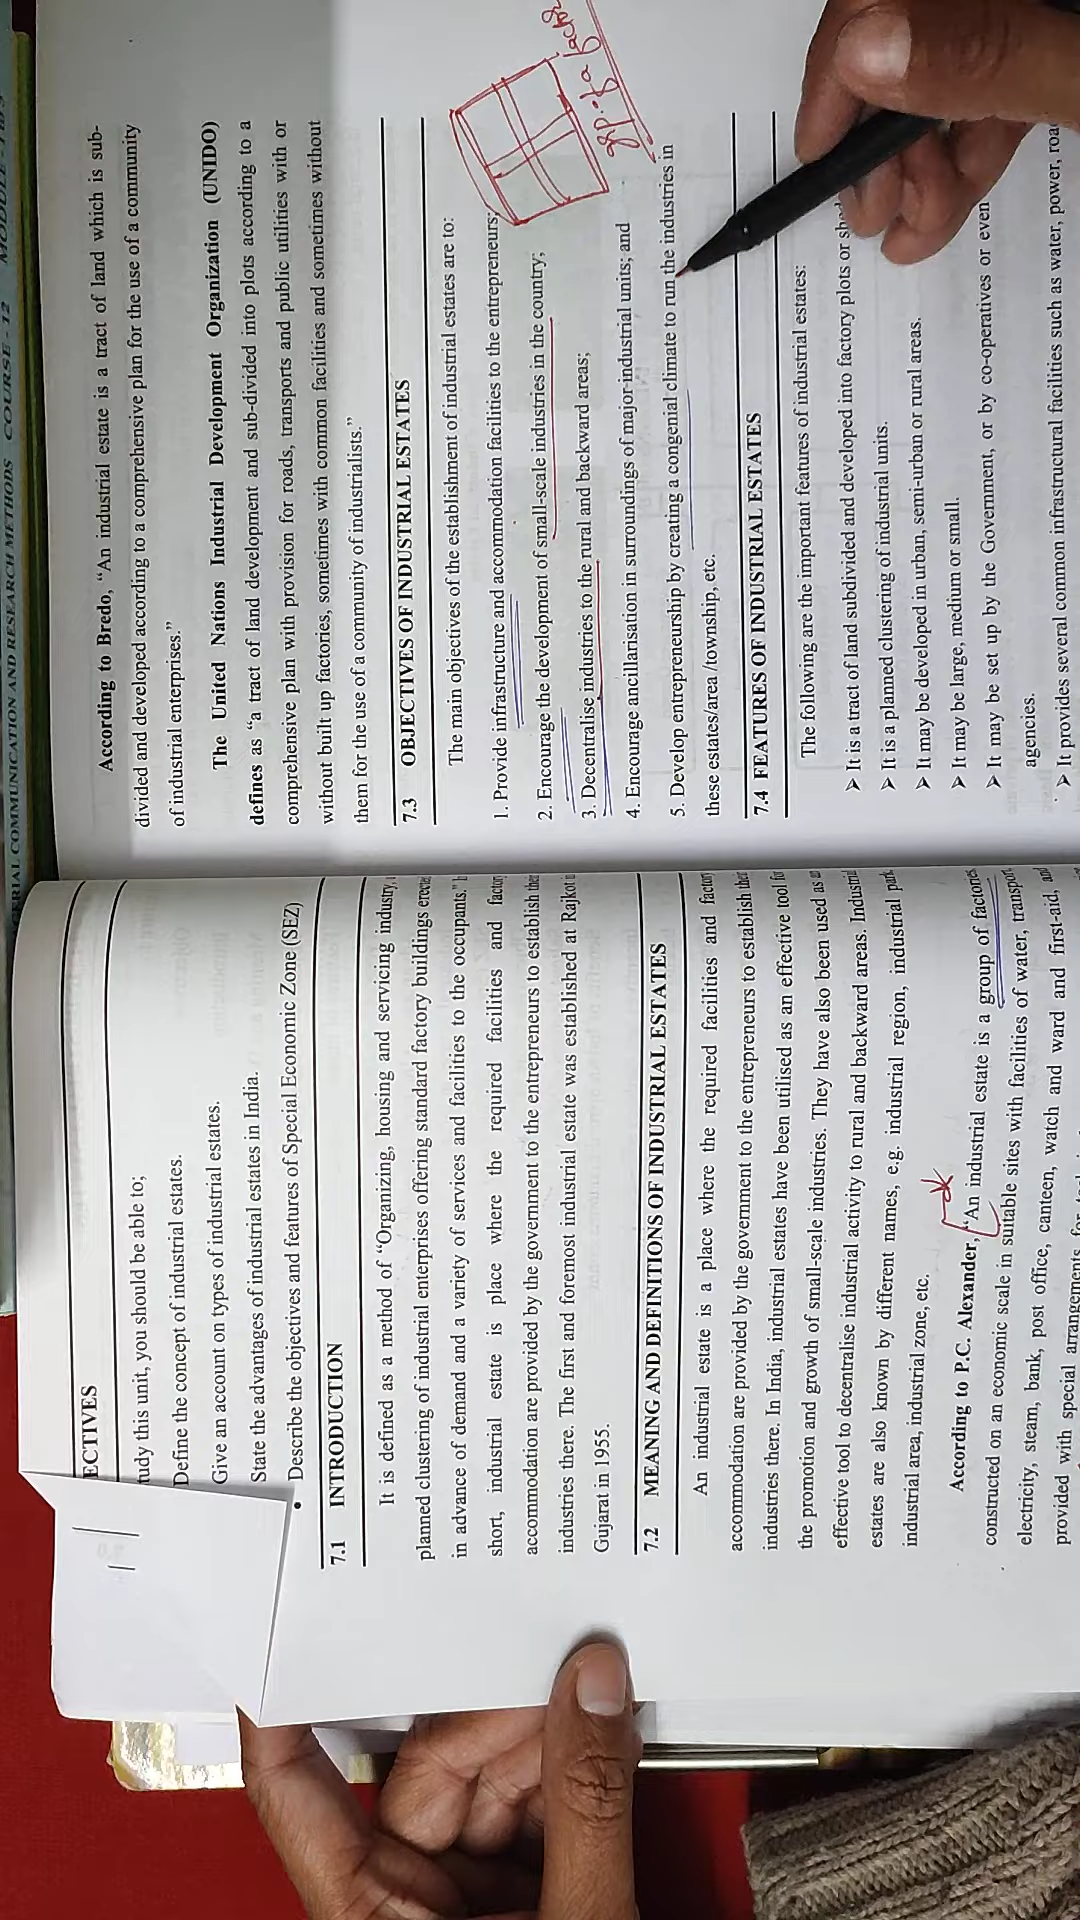 ECTIVES
tudy this unit, you should be able to;
Define the concept of industrial estates.
Give an account on types of industrial estates.
State the advantages of industrial estates in India.
• Describe the objectives and features of Special Economic Zone (SEZ)
7.1 INTRODUCTION
It is defined as a method of "Organizing, housing and servicing industry,
planned clustering of industrial enterprises offering standard factory buildings erected
in advance of demand and a variety of services and facilities to the occupants."
short, industrial estate is place where the required facilities and factory
accommodation are provided by the government to the entrepreneurs to establish their
industries there. The first and foremost industrial estate was established at Rajkot
Gujarat in 1955.
7.2 MEANING AND DEFINITIONS OF INDUSTRIAL ESTATES
An industrial estate is a place where the required facilities and factory
accommodation are provided by the government to the entrepreneurs to establish their
industries there. In India, industrial estates have been utilised as an effective tool for
the promotion and growth of small-scale industries. They have also been used as
effective tool to decentralise industrial activity to rural and backward areas. Industrial
estates are also known by different names, e.g. industrial region, industrial park
industrial area, industrial zone, etc.
According to P.C. Alexander, "An industrial estate is a group of factories
constructed on an economic scale in suitable sites with facilities of water, transport
electricity, steam, bank, post office, canteen, watch and ward and first-aid, and
provided with special arrangements for
RIAL COMMUNICATION AND RESEARCH METHODS COURSE - 12
According to Bredo, "An industrial estate is a tract of land which is sub-
divided and developed according to a comprehensive plan for the use of a community
of industrial enterprises."
The United Nations Industrial Development Organization (UNIDO)
defines as "a tract of land development and sub-divided into plots according to a
comprehensive plan with provision for roads, transports and public utilities with or
without built up factories, sometimes with common facilities and sometimes without
them for the use of a community of industrialists."
7.3 OBJECTIVES OF INDUSTRIAL ESTATES
The main objectives of the establishment of industrial estates are to:
1. Provide infrastructure and accommodation facilities to the entrepreneurs;
2. Encourage the development of small-scale industries in the country;
3. Decentralise industries to the rural and backward areas;
4. Encourage ancillarisation in surroundings of major industrial units; and
5. Develop entrepreneurship by creating a congenial climate to run the industries in
these estates/area /township, etc.
7.4 FEATURES OF INDUSTRIAL ESTATES
The following are the important features of industrial estates:
➤ It is a tract of land subdivided and developed into factory plots or
➤ It is a planned clustering of industrial units.
➤ It may be developed in urban, semi-urban or rural areas.
➤ It may be large, medium or small.
➤ It may be set up by the Government, or by co-operatives or even
agencies.
➤ It provides several common infrastructural facilities such as water, power, road